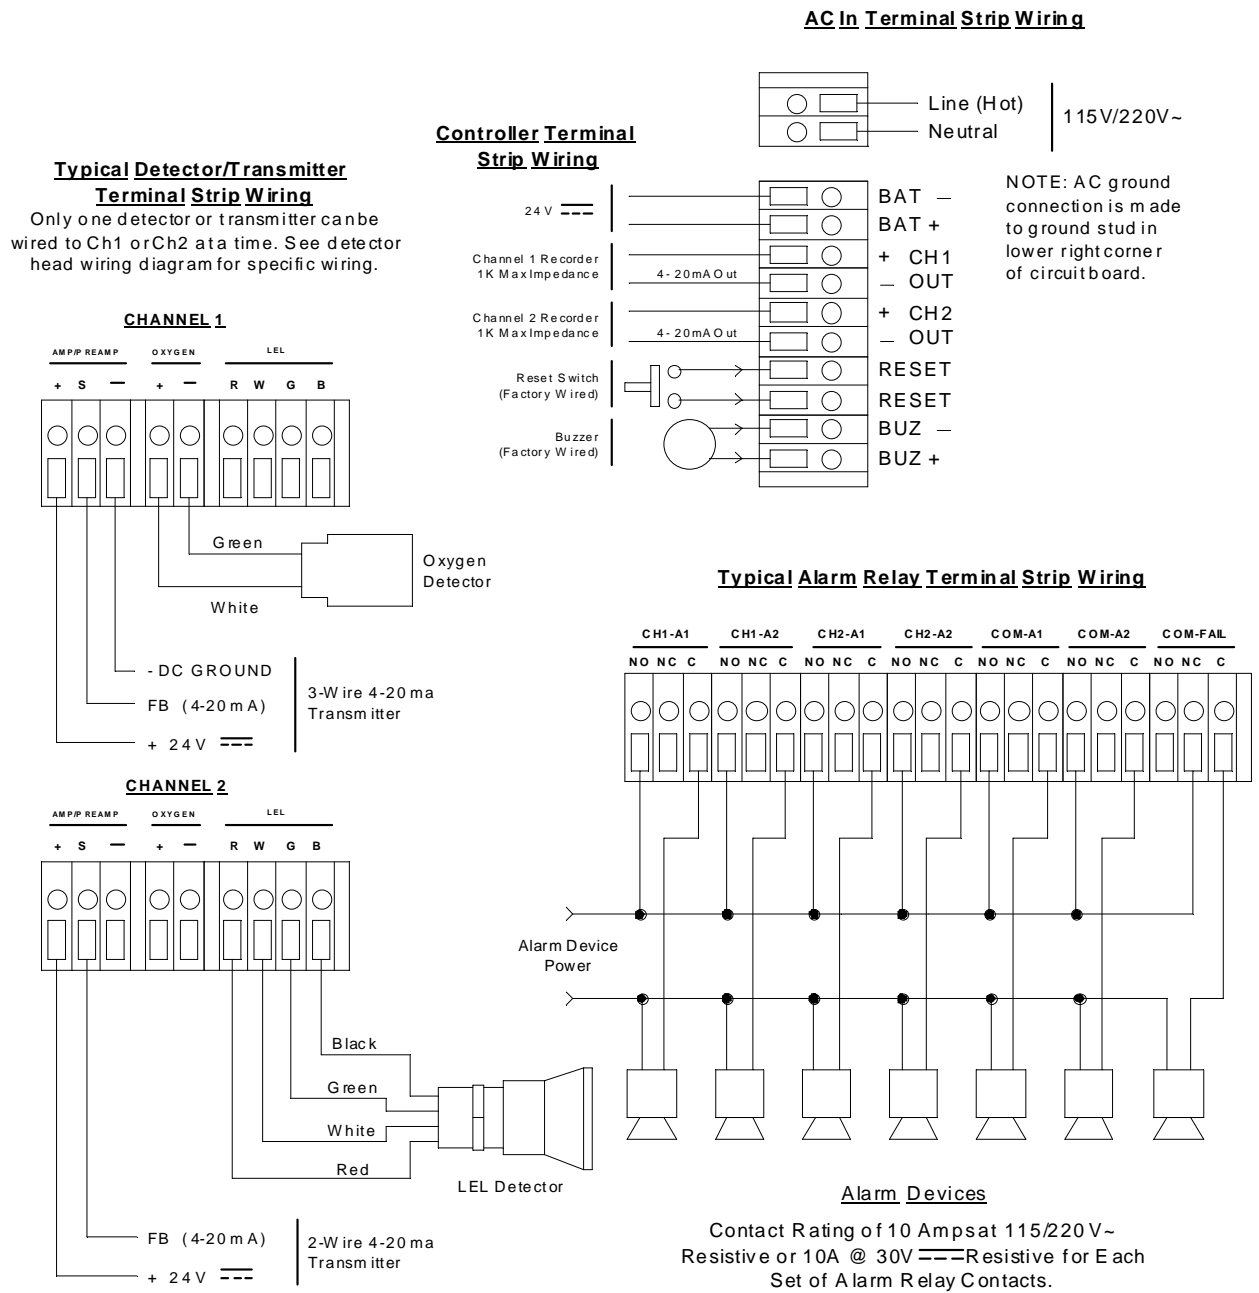 AC In Terminal Strip Wiring
Line (Hot)
Neutral
115V/220V~
NOTE: AC ground
connection is made
to ground stud in
lower right corner
of circuit board.
Controller Terminal
Strip Wiring
24V
BAT –
BAT +
Channel 1 Recorder
1K Max Impedance
4-20mA Out
+ CH1
– OUT
Channel 2 Recorder
1K Max Impedance
4-20mA Out
+ CH2
– OUT
Reset Switch
(Factory Wired)
RESET
RESET
Buzzer
(Factory Wired)
BUZ –
BUZ +
Typical Detector/Transmitter
Terminal Strip Wiring
Only one detector or transmitter can be
wired to Ch1 or Ch2 at a time. See detector
head wiring diagram for specific wiring.
CHANNEL 1
AMP/PREAMP OXYGEN LEL
+ S – + – R W G B
Green
White
Oxygen
Detector
- DC GROUND
FB (4-20mA)
+ 24V
3-Wire 4-20 ma
Transmitter
CHANNEL 2
AMP/PREAMP OXYGEN LEL
+ S – + – R W G B
Black
Green
White
Red
LEL Detector
FB (4-20mA)
+ 24V
2-Wire 4-20 ma
Transmitter
Typical Alarm Relay Terminal Strip Wiring
CH1-A1 CH1-A2 CH2-A1 CH2-A2 COM-A1 COM-A2 COM-FAIL
NO NC C NO NC C NO NC C NO NC C NO NC C NO NC C NO NC C
Alarm Device
Power
Alarm Devices
Contact Rating of 10 Amps at 115/220 V~
Resistive or 10A @ 30V Resistive for Each
Set of Alarm Relay Contacts.